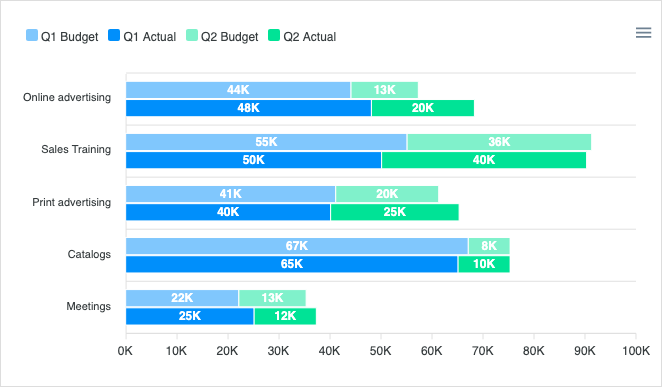 Q1 Budget Q1 Actual Q2 Budget Q2 Actual
44K 13K
Online advertising
48K 20K
55K 36K
Sales Training
50K 40K
41K 20K
Print advertising
40K 25K
67K 8K
Catalogs
65K 10K
22K 13K
Meetings
25K 12K
0K 10K 20K 30K 40K 50K 60K 70K 80K 90K 100K